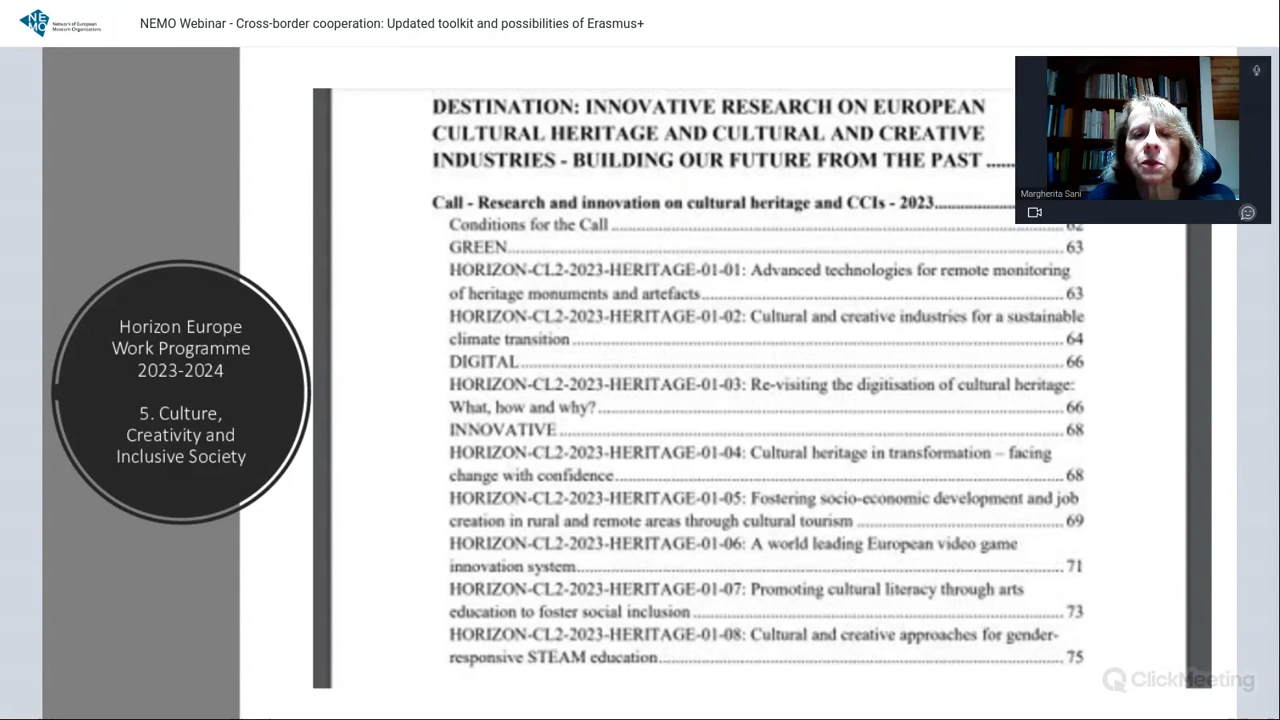 NEMO
Network of European
Museum Organisations
NEMO Webinar - Cross-border cooperation: Updated toolkit and possibilities of Erasmus+
Horizon Europe
Work Programme
2023-2024
5. Culture,
Creativity and
Inclusive Society
DESTINATION: INNOVATIVE RESEARCH ON EUROPEAN
CULTURAL HERITAGE AND CULTURAL AND CREATIVE
INDUSTRIES - BUILDING OUR FUTURE FROM THE PAST ......
Call - Research and innovation on cultural heritage and CCIs - 2023..................
Conditions for the Call .................. 62
GREEN.................. 63
HORIZON-CL2-2023-HERITAGE-01-01: Advanced technologies for remote monitoring
of heritage monuments and artefacts.................. 63
HORIZON-CL2-2023-HERITAGE-01-02: Cultural and creative industries for a sustainable
climate transition .................. 64
DIGITAL.................. 66
HORIZON-CL2-2023-HERITAGE-01-03: Re-visiting the digitisation of cultural heritage:
What, how and why? .................. 66
INNOVATIVE .................. 68
HORIZON-CL2-2023-HERITAGE-01-04: Cultural heritage in transformation – facing
change with confidence.................. 68
HORIZON-CL2-2023-HERITAGE-01-05: Fostering socio-economic development and job
creation in rural and remote areas through cultural tourism .................. 69
HORIZON-CL2-2023-HERITAGE-01-06: A world leading European video game
innovation system.................. 71
HORIZON-CL2-2023-HERITAGE-01-07: Promoting cultural literacy through arts
education to foster social inclusion .................. 73
HORIZON-CL2-2023-HERITAGE-01-08: Cultural and creative approaches for gender-
responsive STEAM education.................. 75
Margherita Sani
ClickMeeting